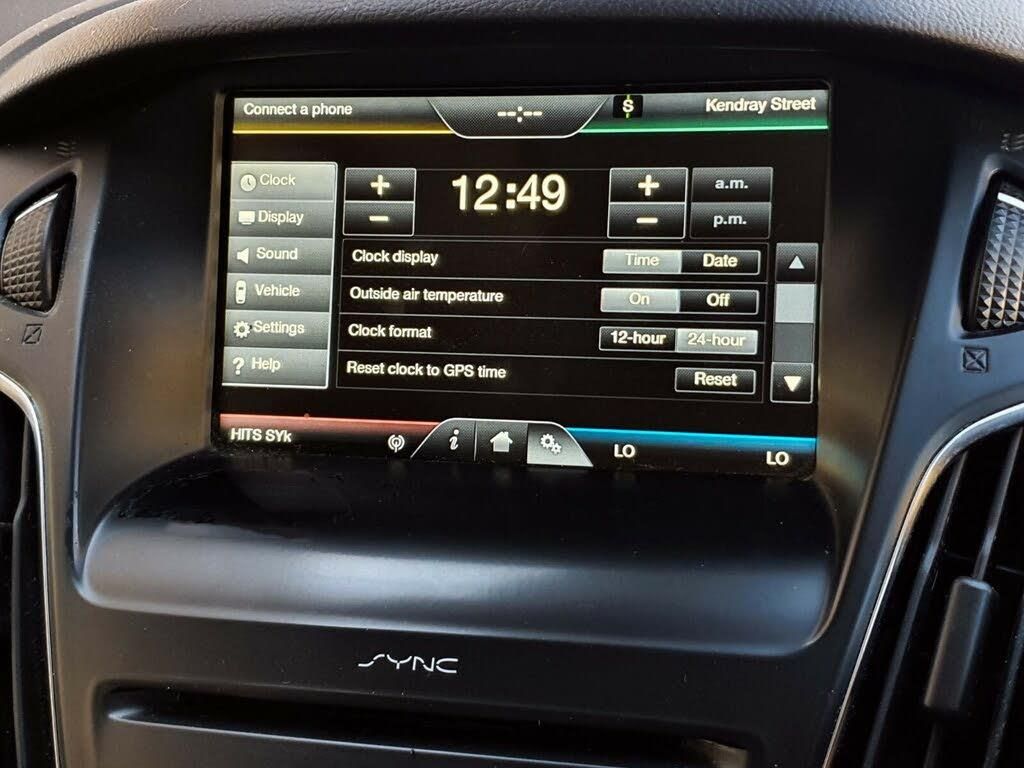 Connect a phone
--:--
S
Kendray Street
Clock
+
12:49
+
a.m.
Display
−
−
p.m.
Sound
Clock display
Time
Date
Vehicle
Outside air temperature
On
Off
Settings
Clock format
12-hour
24-hour
? Help
Reset clock to GPS time
Reset
HITS SYk
i
LO
LO
SYNC